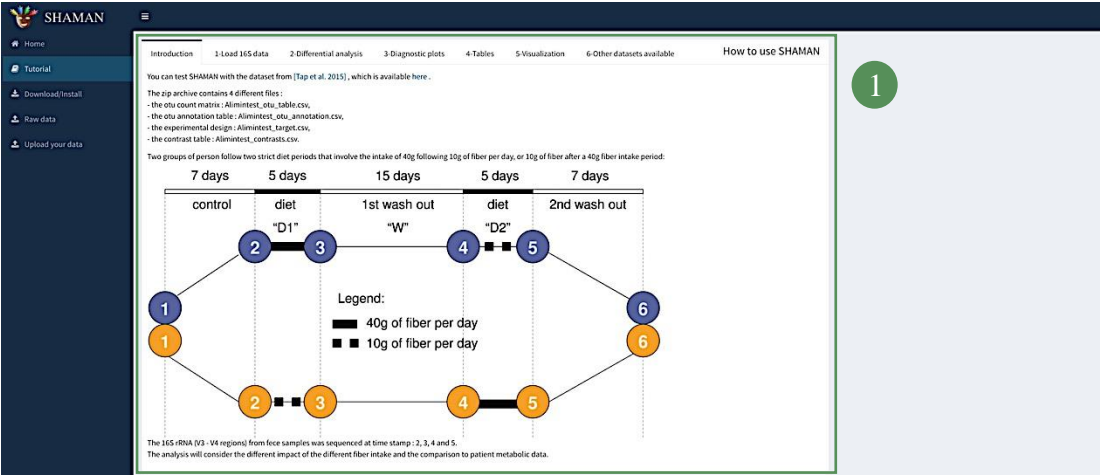 SHAMAN
Home
Tutorial
Download/Install
Raw data
Upload your data
Introduction 1-Load 16S data 2-Differential analysis 3-Diagnostic plots 4-Tables 5-Visualization 6-Other datasets available How to use SHAMAN
You can test SHAMAN with the dataset from [Tap et al. 2015] , which is available here .
The zip archive contains 4 different files :
- the otu count matrix : Alimintest_otu_table.csv,
- the otu annotation table : Alimintest_otu_annotation.csv,
- the experimental design : Alimintest_target.csv,
- the contrast table : Alimintest_contrasts.csv.
Two groups of person follow two strict diet periods that involve the intake of 40g following 10g of fiber per day, or 10g of fiber after a 40g fiber intake period:
7 days 5 days 15 days 5 days 7 days
control diet 1st wash out diet 2nd wash out
"D1" "W" "D2"
2 3 4 5
1 6
Legend:
40g of fiber per day
10g of fiber per day
1 6
2 3 4 5
The 16S rRNA (V3 - V4 regions) from fece samples was sequenced at time stamp : 2, 3, 4 and 5.
The analysis will consider the different impact of the different fiber intake and the comparison to patient metabolic data.
1